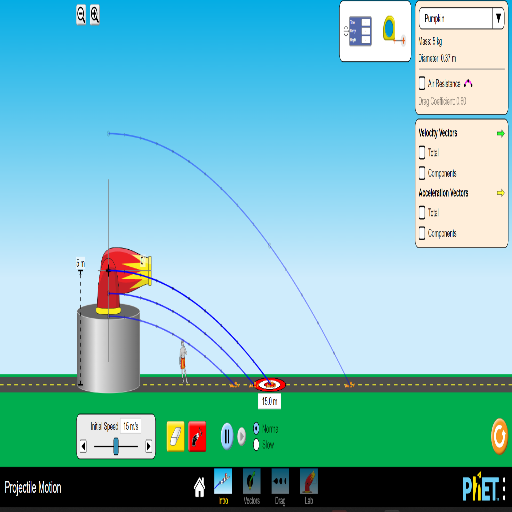 Pumpkin
Mass: 5 kg
Diameter: 0.37 m
Air Resistance
Drag Coefficient: 0.60
Velocity Vectors
Total
Components
Acceleration Vectors
Total
Components
5 m
15.0 m
Initial Speed 15 m/s
Normal
Slow
Projectile Motion
Intro
Vectors
Drag
Lab
PhET